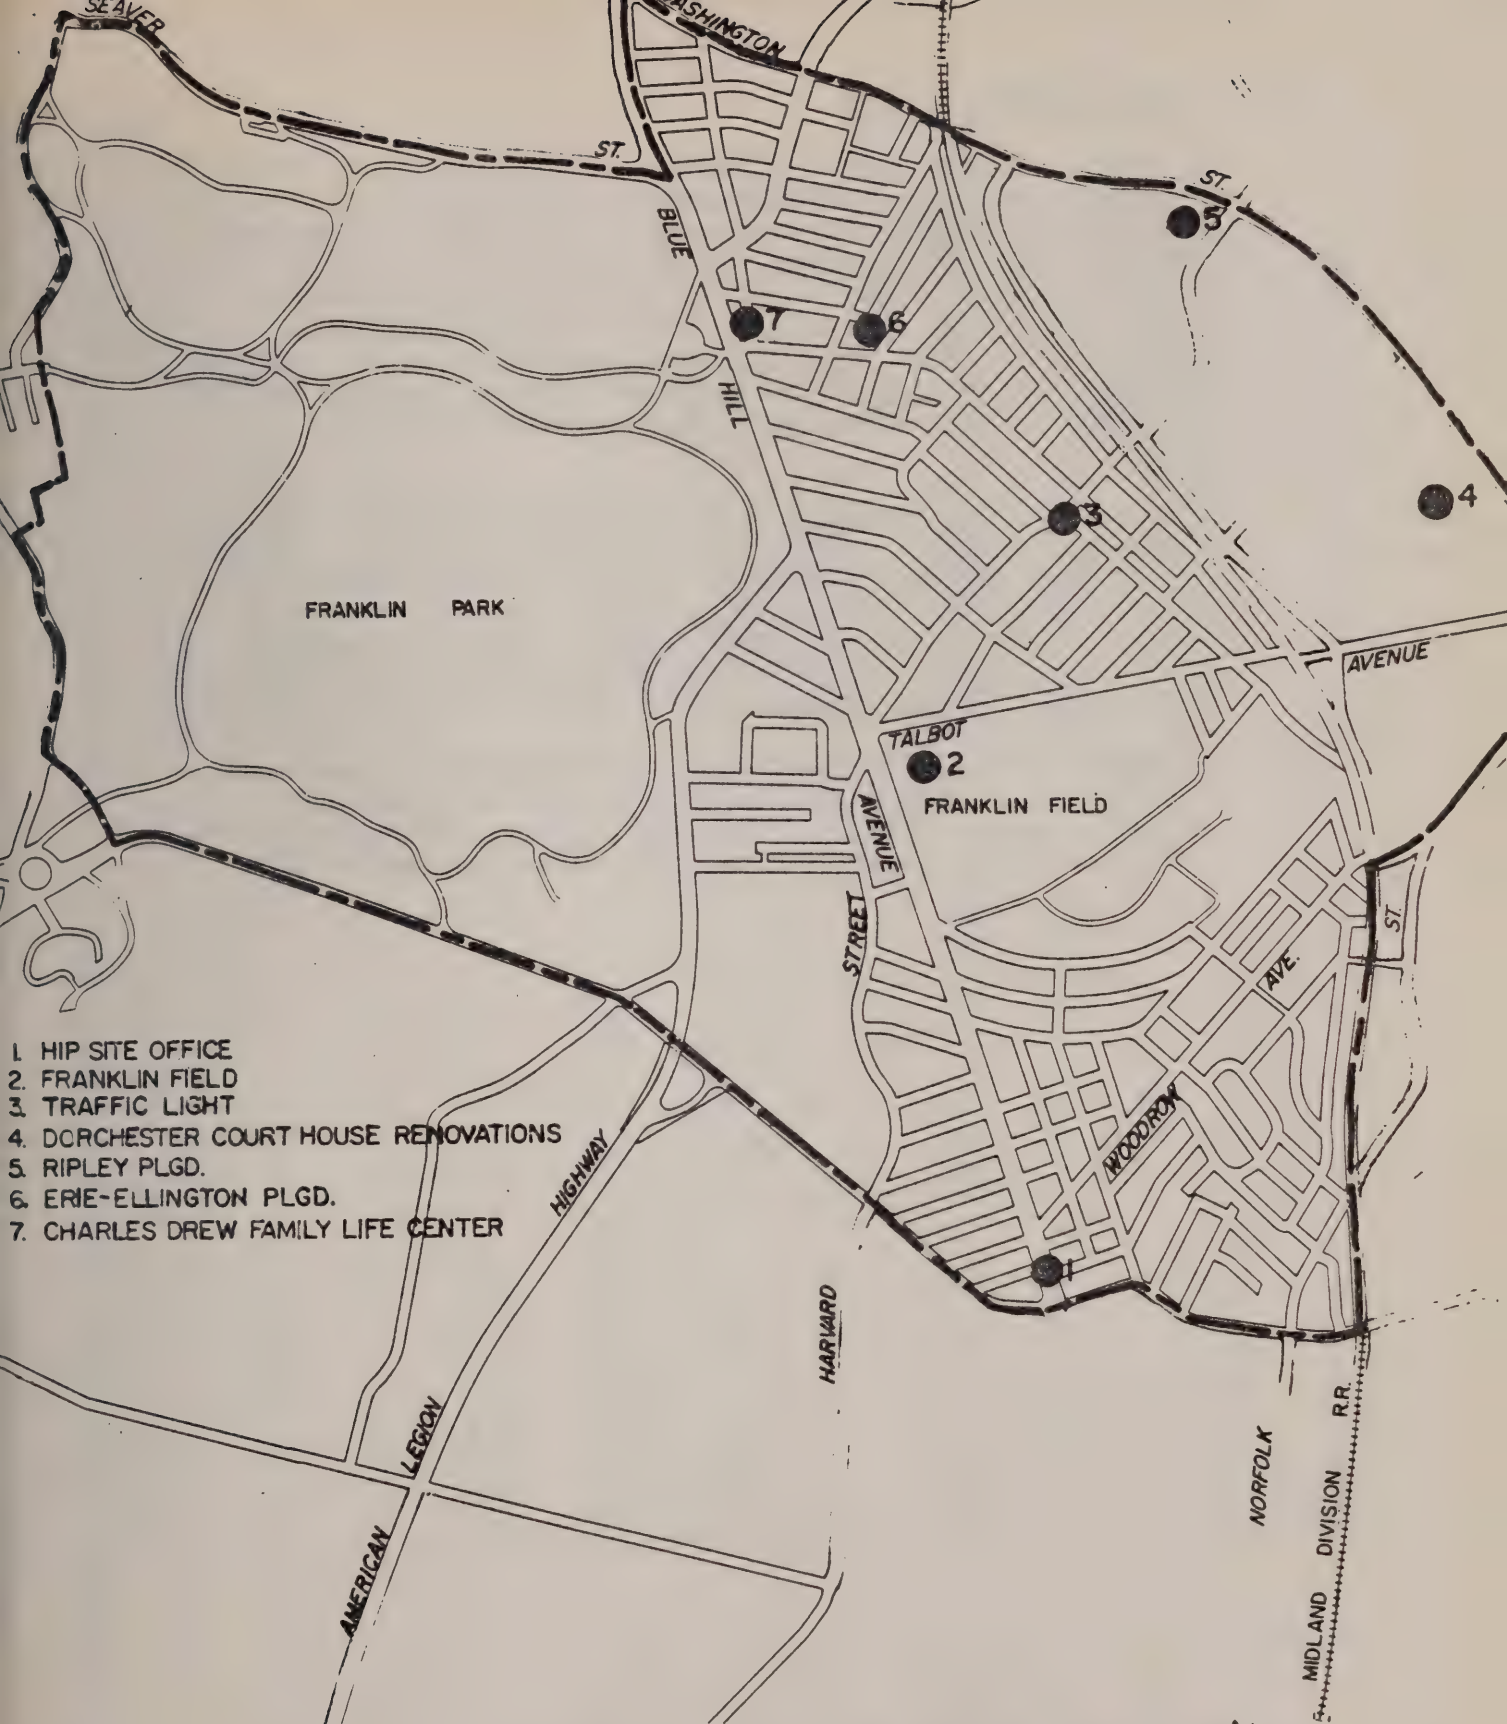 SEAVER
ST.
WASHINGTON
ST.
BLUE
HILL
AVENUE
5
7
6
4
3
FRANKLIN PARK
AVENUE
TALBOT
2
FRANKLIN FIELD
STREET
ST.
AVE.
WOODROW
1
HIGHWAY
1. HIP SITE OFFICE
2. FRANKLIN FIELD
3. TRAFFIC LIGHT
4. DORCHESTER COURT HOUSE RENOVATIONS
5. RIPLEY PLGD.
6. ERIE-ELLINGTON PLGD.
7. CHARLES DREW FAMILY LIFE CENTER
HARVARD
LEGION
AMERICAN
NORFOLK
MIDLAND DIVISION R.R.